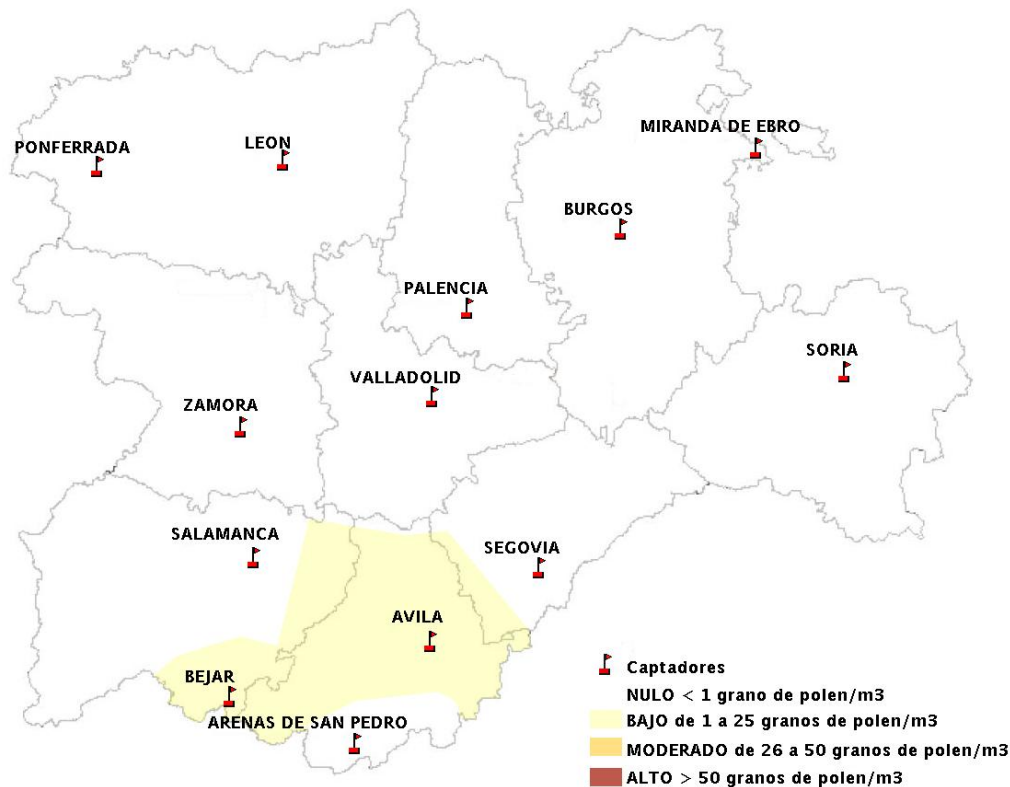 MIRANDA DE EBRO
PONFERRADA
LEON
BURGOS
PALENCIA
SORIA
VALLADOLID
ZAMORA
SALAMANCA
SEGOVIA
AVILA
BEJAR
ARENAS DE SAN PEDRO
Captadores
NULO < 1 grano de polen/m3
BAJO de 1 a 25 granos de polen/m3
MODERADO de 26 a 50 granos de polen/m3
ALTO > 50 granos de polen/m3